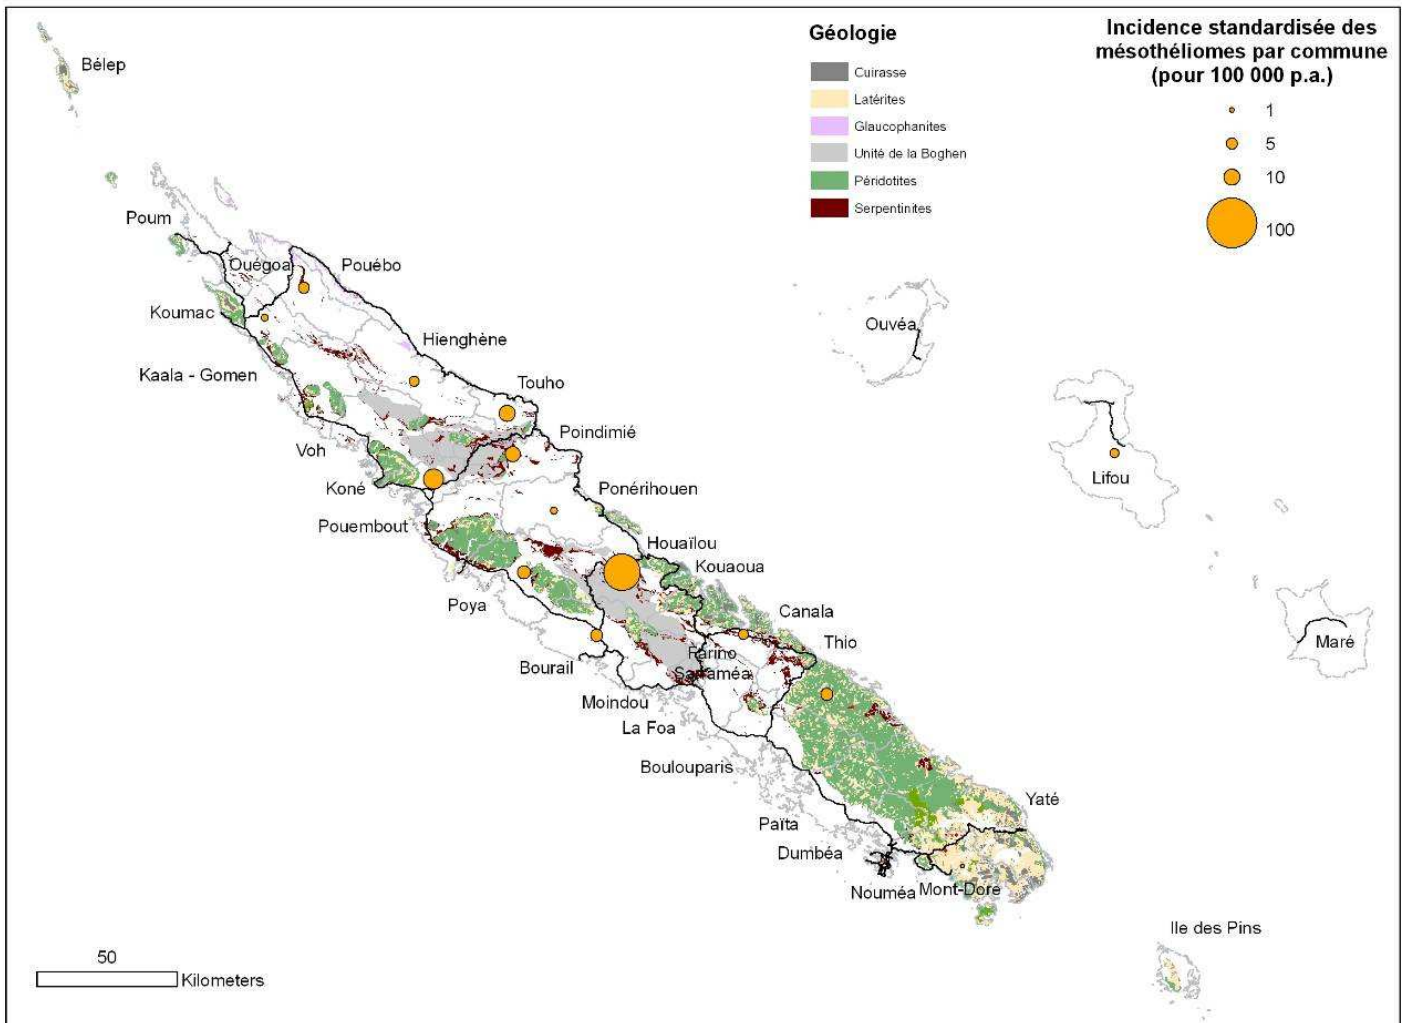 Géologie
Cuirasse
Latérites
Glaucophanites
Unité de la Boghen
Péridotites
Serpentinites
Incidence standardisée des
mésothéliomes par commune
(pour 100 000 p.a.)
1
5
10
100
Bélep
Poum
Ouégoa
Pouébo
Koumac
Hienghène
Kaala - Gomen
Touho
Voh
Poindimié
Koné
Ponérihouen
Pouembout
Houaïlou
Kouaoua
Poya
Canala
Thio
Farino
Sarraméa
Bourail
Moindou
La Foa
Boulouparis
Païta
Dumbéa
Nouméa
Mont-Dore
Yaté
Ile des Pins
Ouvéa
Lifou
Maré
50
Kilometers